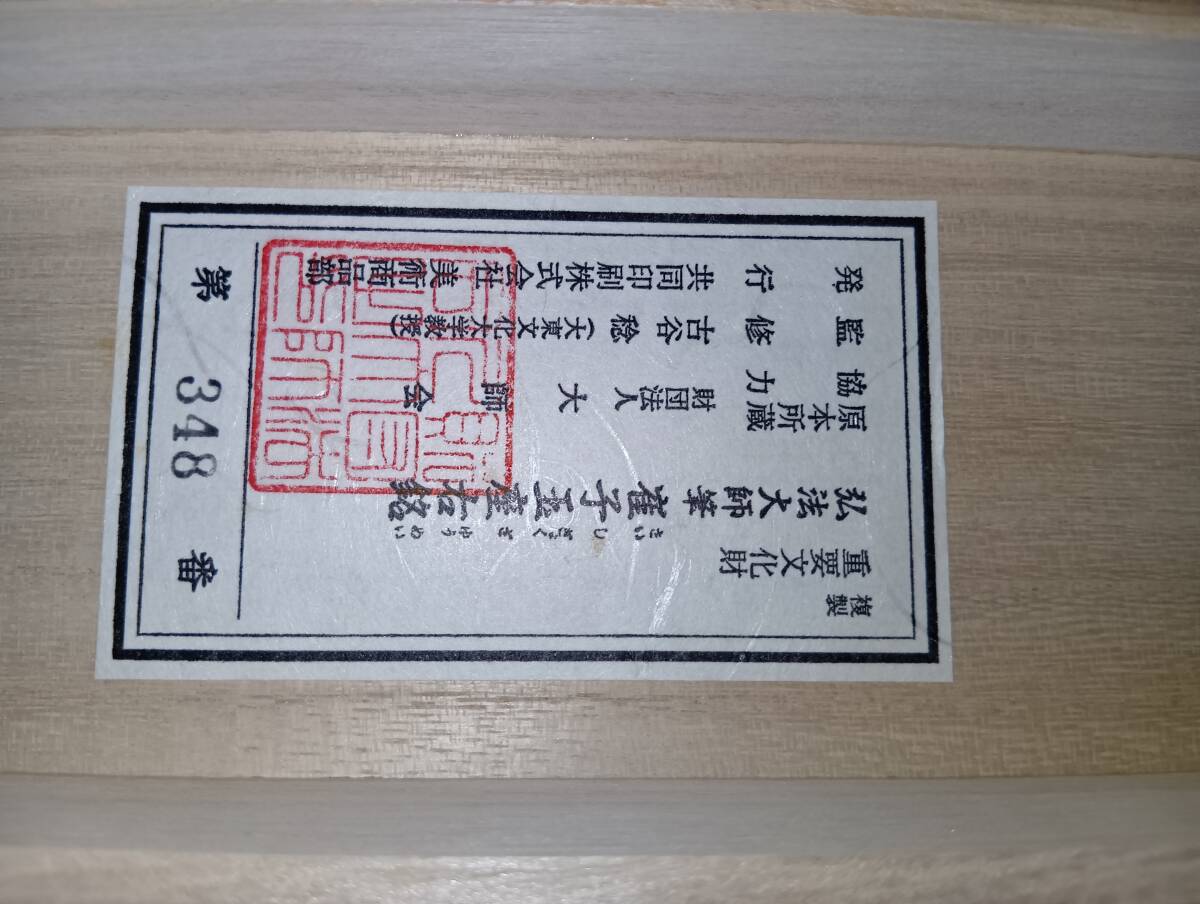 複製
重要文化財
さいしぎょくざゆうめい
弘法大師筆 崔子玉座右銘
原本所蔵
協力 財団法人 大師会
監修 古谷稔(大東文化大学教授)
発行 共同印刷株式会社 美術商品部
第 348 番